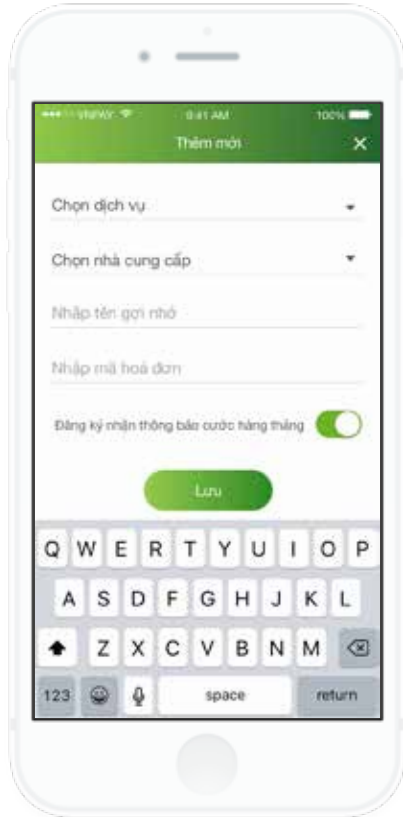 9:41 AM 100%
Thêm mới
Chọn dịch vụ
Chọn nhà cung cấp
Nhập tên gợi nhớ
Nhập mã hoá đơn
Đăng ký nhận thông báo cước hàng tháng
Lưu
Q W E R T Y U I O P
A S D F G H J K L
Z X C V B N M
123 space return